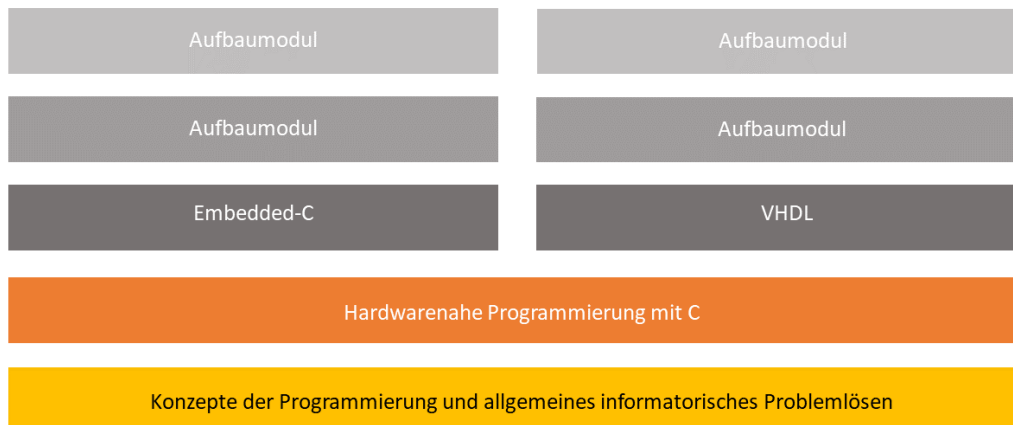 Aufbaumodul
Aufbaumodul
Aufbaumodul
Aufbaumodul
Embedded-C
VHDL
Hardwarenahe Programmierung mit C
Konzepte der Programmierung und allgemeines informatorisches Problemlösen